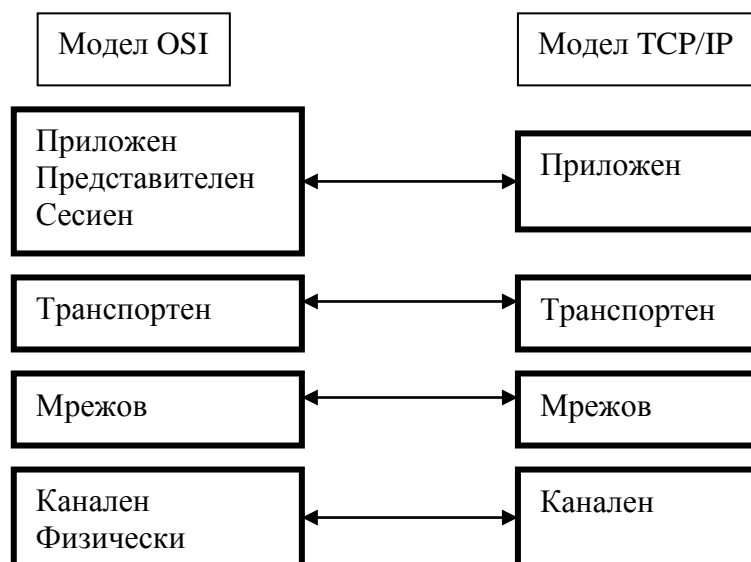 Модел OSI
Модел TCP/IP
Приложен
Представителен
Сесиен
Приложен
Транспортен
Транспортен
Мрежов
Мрежов
Канален
Физически
Канален